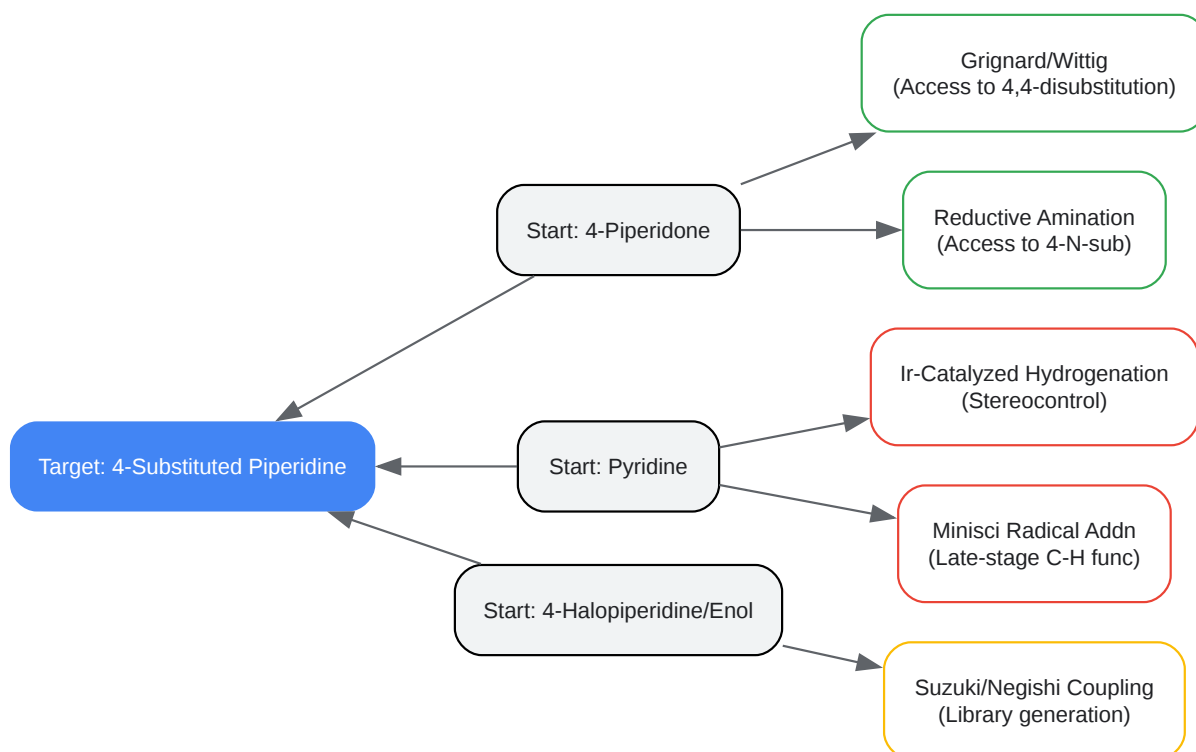 Grignard/Wittig
(Access to 4,4-disubstitution)
Start: 4-Piperidone
Reductive Amination
(Access to 4-N-sub)
Ir-Catalyzed Hydrogenation
(Stereocontrol)
Target: 4-Substituted Piperidine
Start: Pyridine
Minisci Radical Addn
(Late-stage C-H func)
Start: 4-Halopiperidine/Enol
Suzuki/Negishi Coupling
(Library generation)